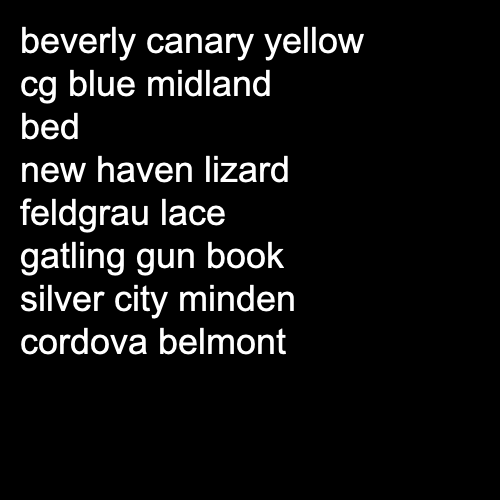 beverly canary yellow
cg blue midland
bed
new haven lizard
feldgrau lace
gatling gun book
silver city minden
cordova belmont